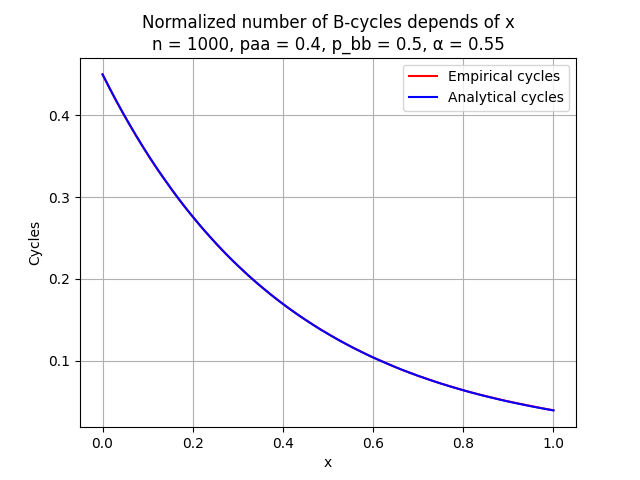 Normalized number of B-cycles depends of x
n = 1000, paa = 0.4, p_bb = 0.5, α = 0.55
Empirical cycles
Analytical cycles
0.4
0.3
0.2
0.1
Cycles
0.0 0.2 0.4 0.6 0.8 1.0
x